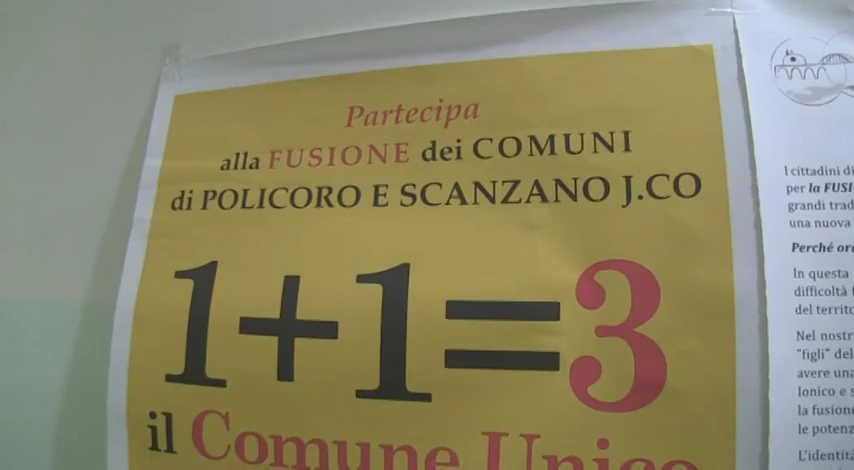 Partecipa
alla FUSIONE dei COMUNI
di POLICORO E SCANZANO J.CO
1+1=3
il Comune Unico
I cittadini di
per la FUSI
grandi trad
una nuova
Perché or
In questa
difficoltà
del territo
Nel nostr
"figli" del
avere una
Ionico e s
la fusione
le potenz
L'identità